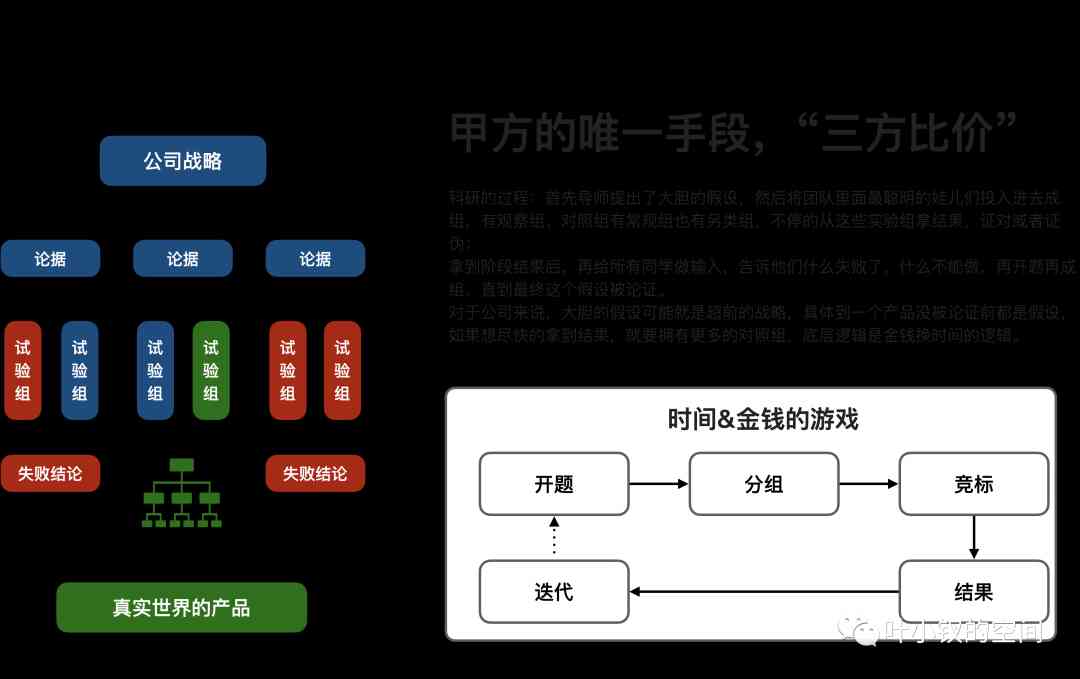 公司战略
论据
论据
论据
试验组
试验组
试验组
试验组
试验组
试验组
失败结论
失败结论
真实世界的产品
甲方的唯一手段，“三方比价”
科研的过程：首先导师提出了大胆的假设，然后将团队里面最聪明的娃儿们投入进去成
组，有观察组，对照组有常规组也有另类组，不停的从这些实验组拿结果，证对或者证
伪；
拿到阶段结果后，再给所有同学做输入，告诉他们什么失败了，什么不能做，再开题再成
组，直到最终这个假设被论证。
对于公司来说，大胆的假设可能就是超前的战略，具体到一个产品没被论证前都是假设，
如果想尽快的拿到结果，就要拥有更多的对照组，底层逻辑是金钱换时间的逻辑。
时间&金钱的游戏
开题
分组
竞标
迭代
结果
叶小钗的空间